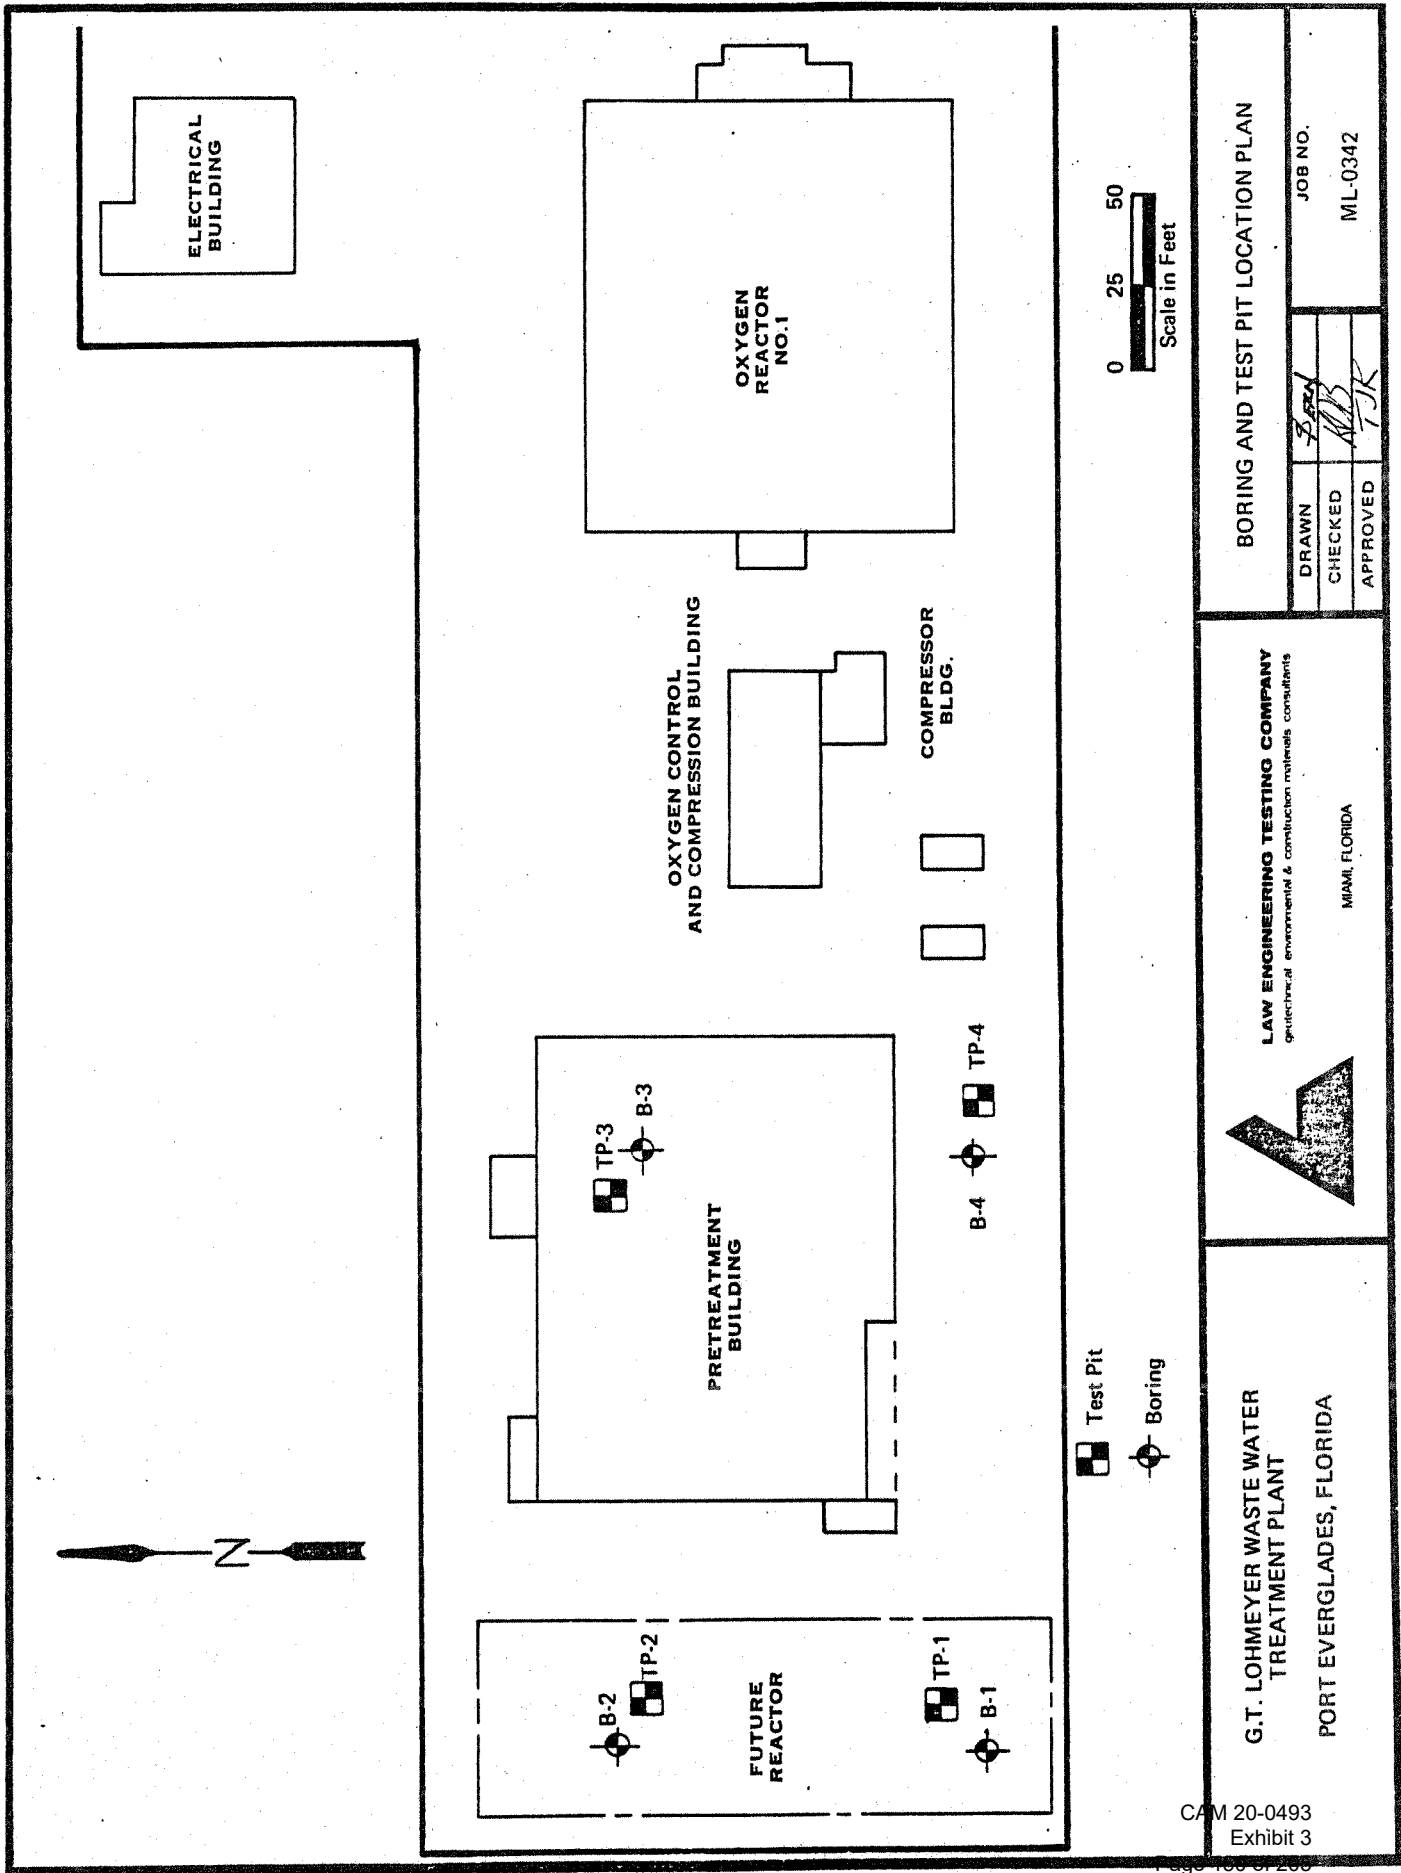 ELECTRICAL
BUILDING
OXYGEN
REACTOR
NO.1
OXYGEN CONTROL
AND COMPRESSION BUILDING
COMPRESSOR
BLDG.
TP-3
B-3
PRETREATMENT
BUILDING
B-4
TP-4
B-2
TP-2
FUTURE
REACTOR
TP-1
B-1
N
0 25 50
Scale in Feet
Test Pit
Boring
G.T. LOHMEYER WASTE WATER
TREATMENT PLANT
PORT EVERGLADES, FLORIDA
LAW ENGINEERING TESTING COMPANY
geotechnical, environmental & construction materials consultants
MIAMI, FLORIDA
BORING AND TEST PIT LOCATION PLAN
DRAWN
CHECKED
APPROVED TJR
JOB NO.
ML-0342
CAM 20-0493
Exhibit 3